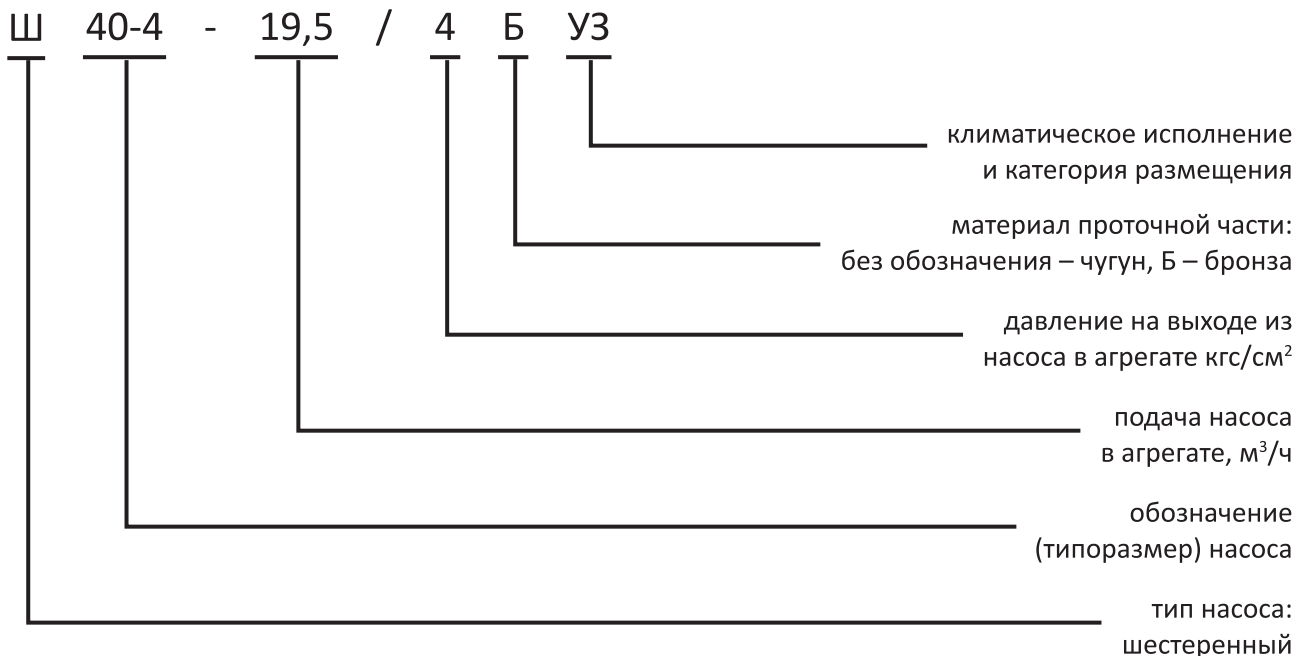 Ш 40-4 - 19,5 / 4 Б У3
климатическое исполнение
и категория размещения
материал проточной части:
без обозначения – чугун, Б – бронза
давление на выходе из
насоса в агрегате кгс/см²
подача насоса
в агрегате, м³/ч
обозначение
(типоразмер) насоса
тип насоса:
шестеренный